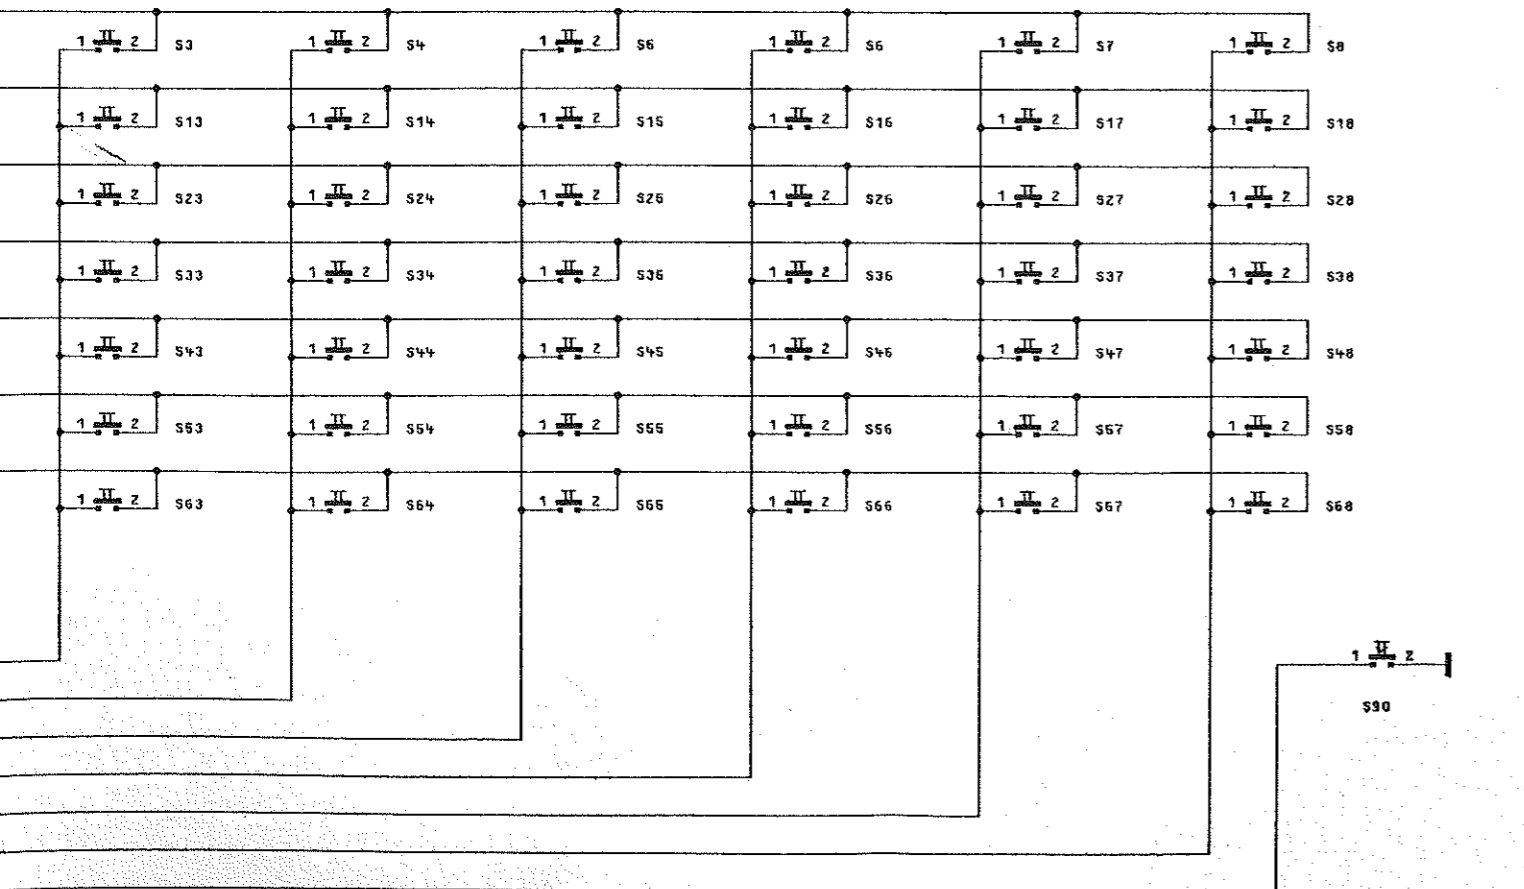 1 2 S3 1 2 S4 1 2 S6 1 2 S6 1 2 S7 1 2 S8
1 2 S13 1 2 S14 1 2 S15 1 2 S16 1 2 S17 1 2 S18
1 2 S23 1 2 S24 1 2 S25 1 2 S26 1 2 S27 1 2 S28
1 2 S33 1 2 S34 1 2 S35 1 2 S36 1 2 S37 1 2 S38
1 2 S43 1 2 S44 1 2 S45 1 2 S46 1 2 S47 1 2 S48
1 2 S53 1 2 S54 1 2 S55 1 2 S56 1 2 S57 1 2 S58
1 2 S63 1 2 S64 1 2 S65 1 2 S66 1 2 S67 1 2 S68
1 2
S90